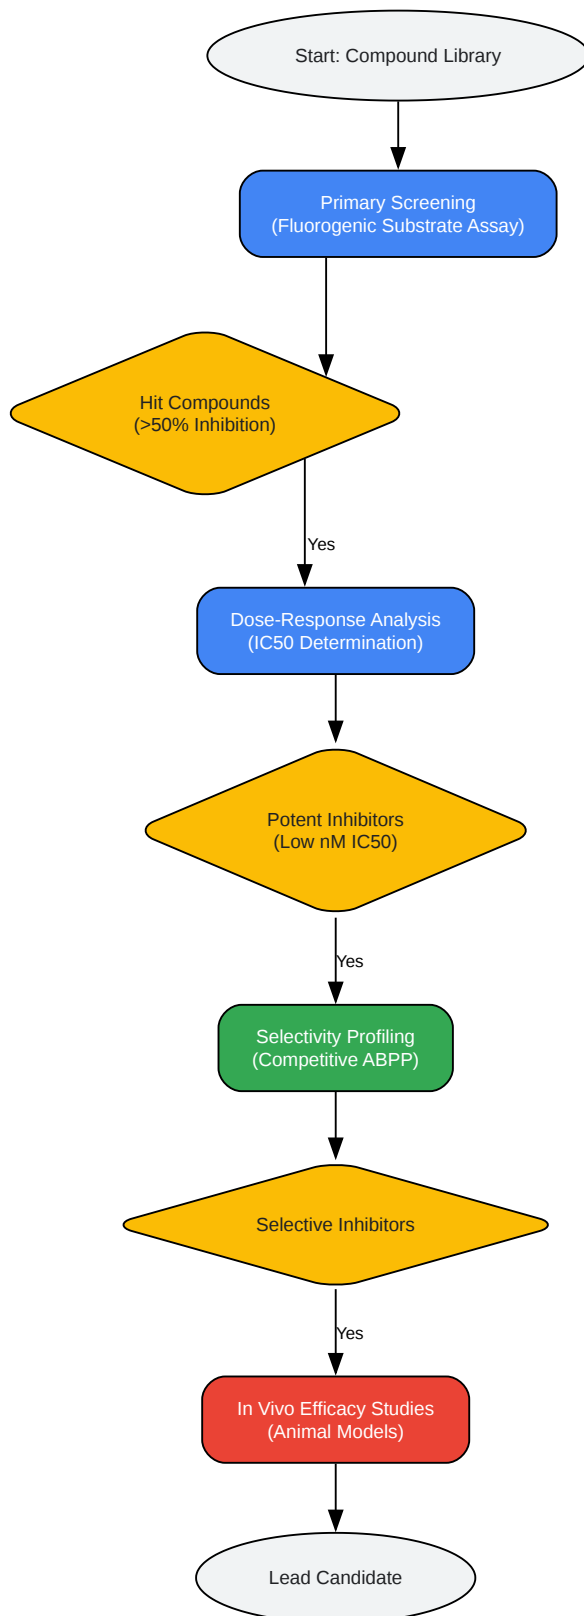 Start: Compound Library
Primary Screening
(Fluorogenic Substrate Assay)
Hit Compounds
(>50% Inhibition)
Yes
Dose-Response Analysis
(IC50 Determination)
Potent Inhibitors
(Low nM IC50)
Yes
Selectivity Profiling
(Competitive ABPP)
Selective Inhibitors
Yes
In Vivo Efficacy Studies
(Animal Models)
Lead Candidate